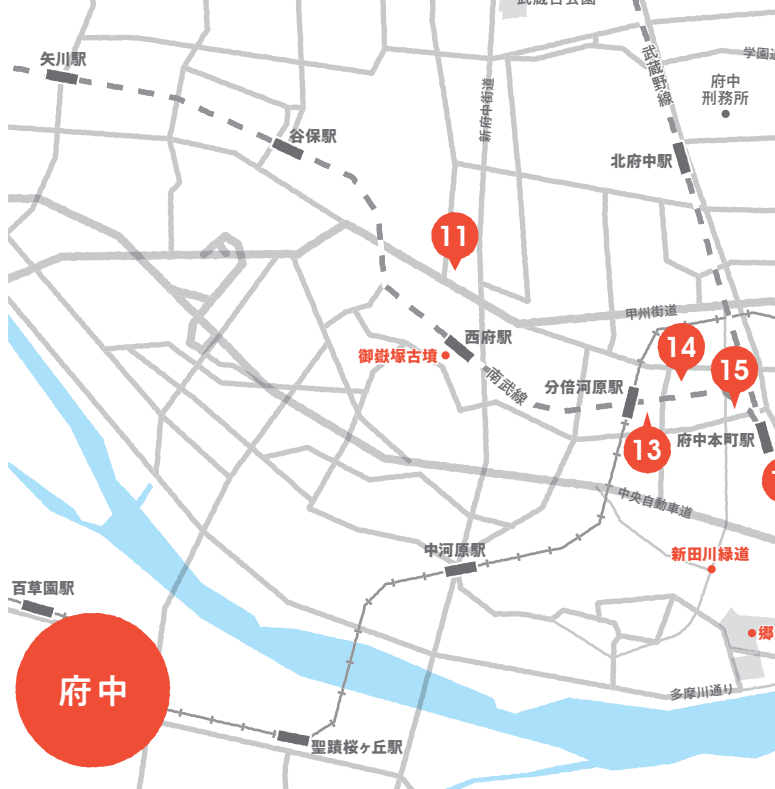 武蔵台公園
矢川駅
学園通
武蔵野線
府中
刑務所
新府中街道
谷保駅
北府中駅
11
甲州街道
西府駅
14
御嶽塚古墳
15
南武線
分倍河原駅
13
府中本町駅
中央自動車道
中河原駅
新田川緑道
百草園駅
郷
府中
多摩川通り
聖蹟桜ヶ丘駅